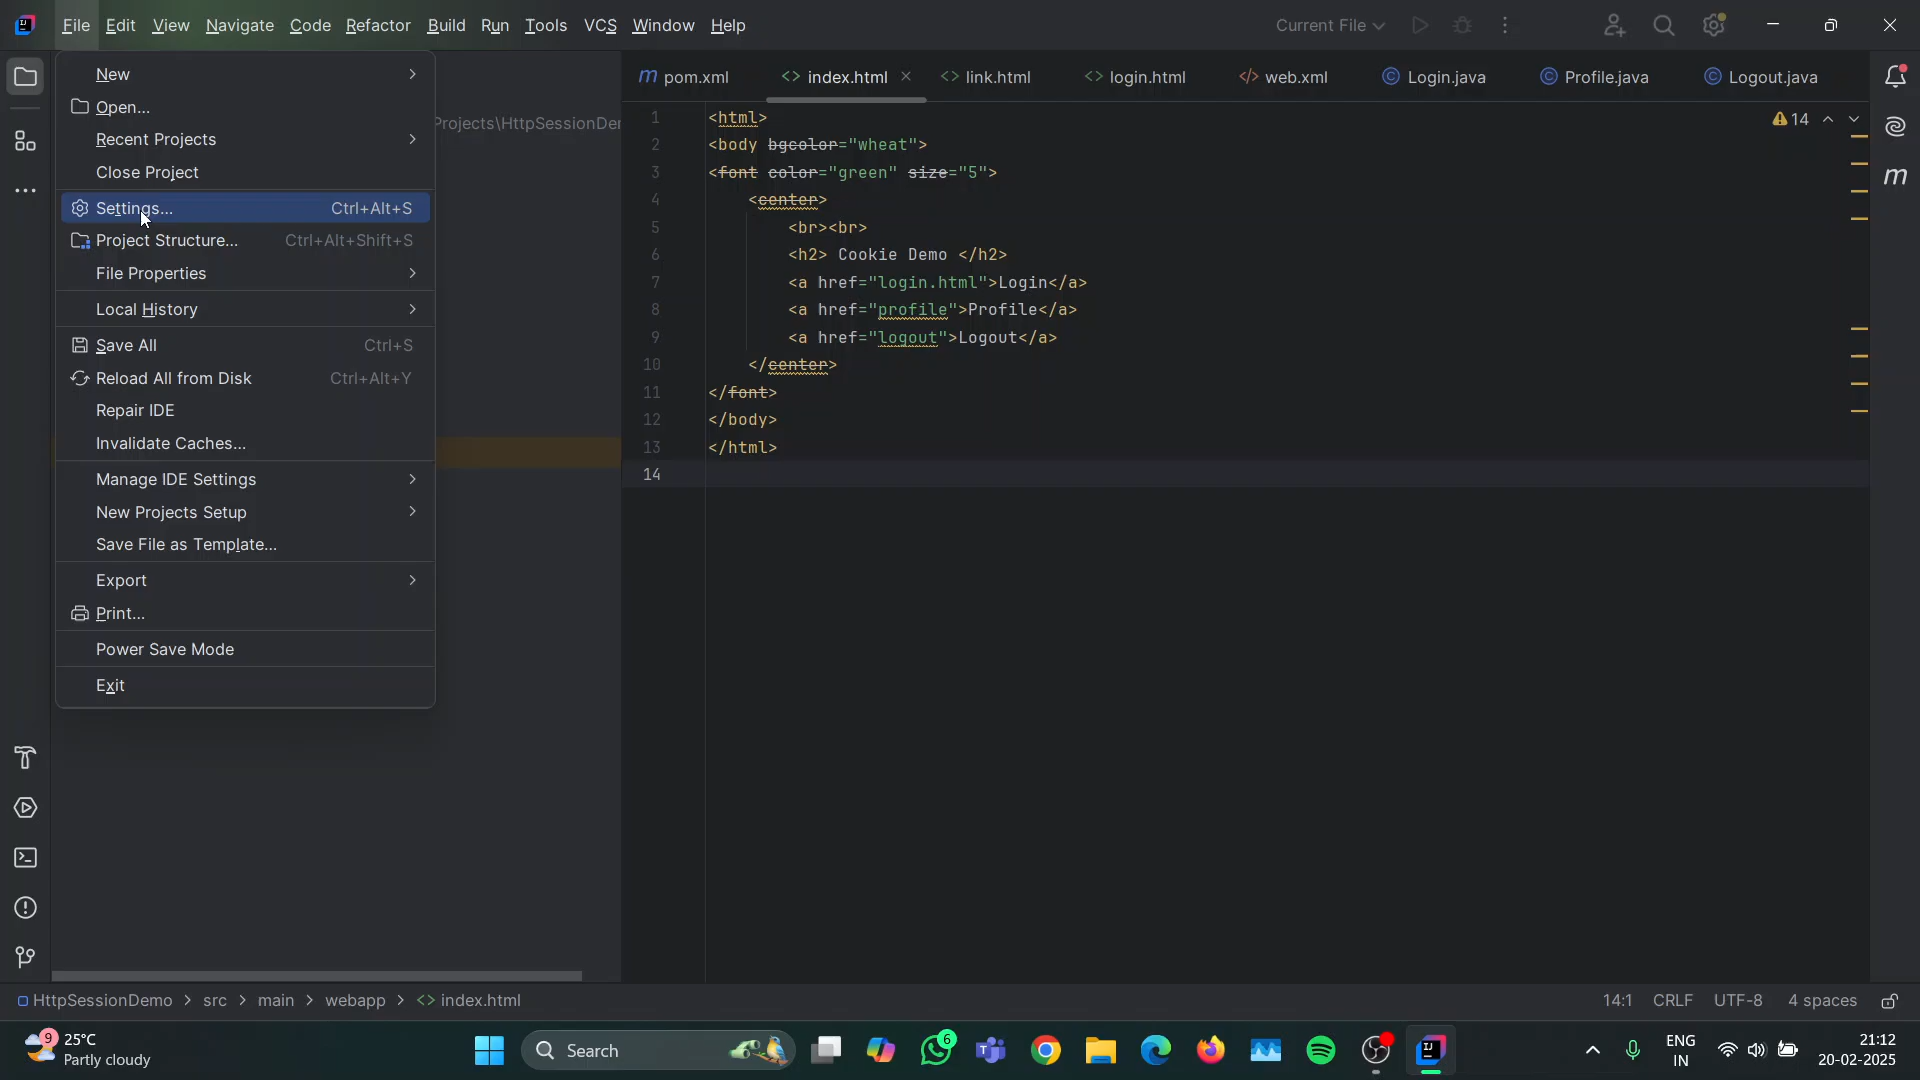 File Edit View Navigate Code Refactor Build Run Tools VCS Window Help Current File
New
Open...
Recent Projects
Close Project
Settings... Ctrl+Alt+S
Project Structure... Ctrl+Alt+Shift+S
File Properties
Local History
Save All Ctrl+S
Reload All from Disk Ctrl+Alt+Y
Repair IDE
Invalidate Caches...
Manage IDE Settings
New Projects Setup
Save File as Template...
Export
Print...
Power Save Mode
Exit
Projects\HttpSessionDe
pom.xml index.html link.html login.html web.xml Login.java Profile.java Logout.java
14
1 <html>
2 <body bgcolor="wheat">
3 <font color="green" size="5">
4 <center>
5 <br><br>
6 <h2> Cookie Demo </h2>
7 <a href="login.html">Login</a>
8 <a href="profile">Profile</a>
9 <a href="logout">Logout</a>
10 </center>
11 </font>
12 </body>
13 </html>
14
HttpSessionDemo > src > main > webapp > index.html 14:1 CRLF UTF-8 4 spaces
9 25°C
Partly cloudy
Search
6
ENG
IN
21:12
20-02-2025